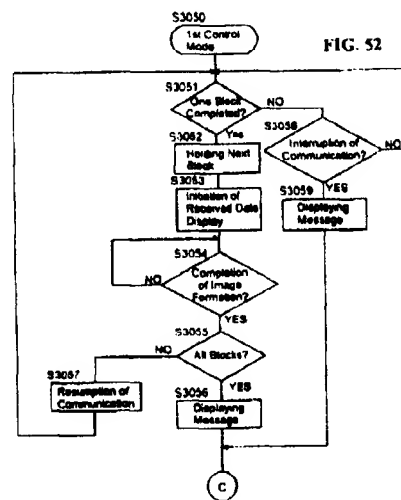 S3050
1st Control
Mode
FIG. 52
S3051
One Block
Completed?
NO
Yes
S3052
Holding Next
Block
S3058
Interruption of
Communication?
NO
YES
S3053
Initiation of
Received Data
Display
S3059
Displaying
Message
S3054
Completion
of Image
Formation?
NO
YES
S3055
All Blocks?
NO
YES
S3057
Resumption of
Communication
S3056
Displaying
Message
C